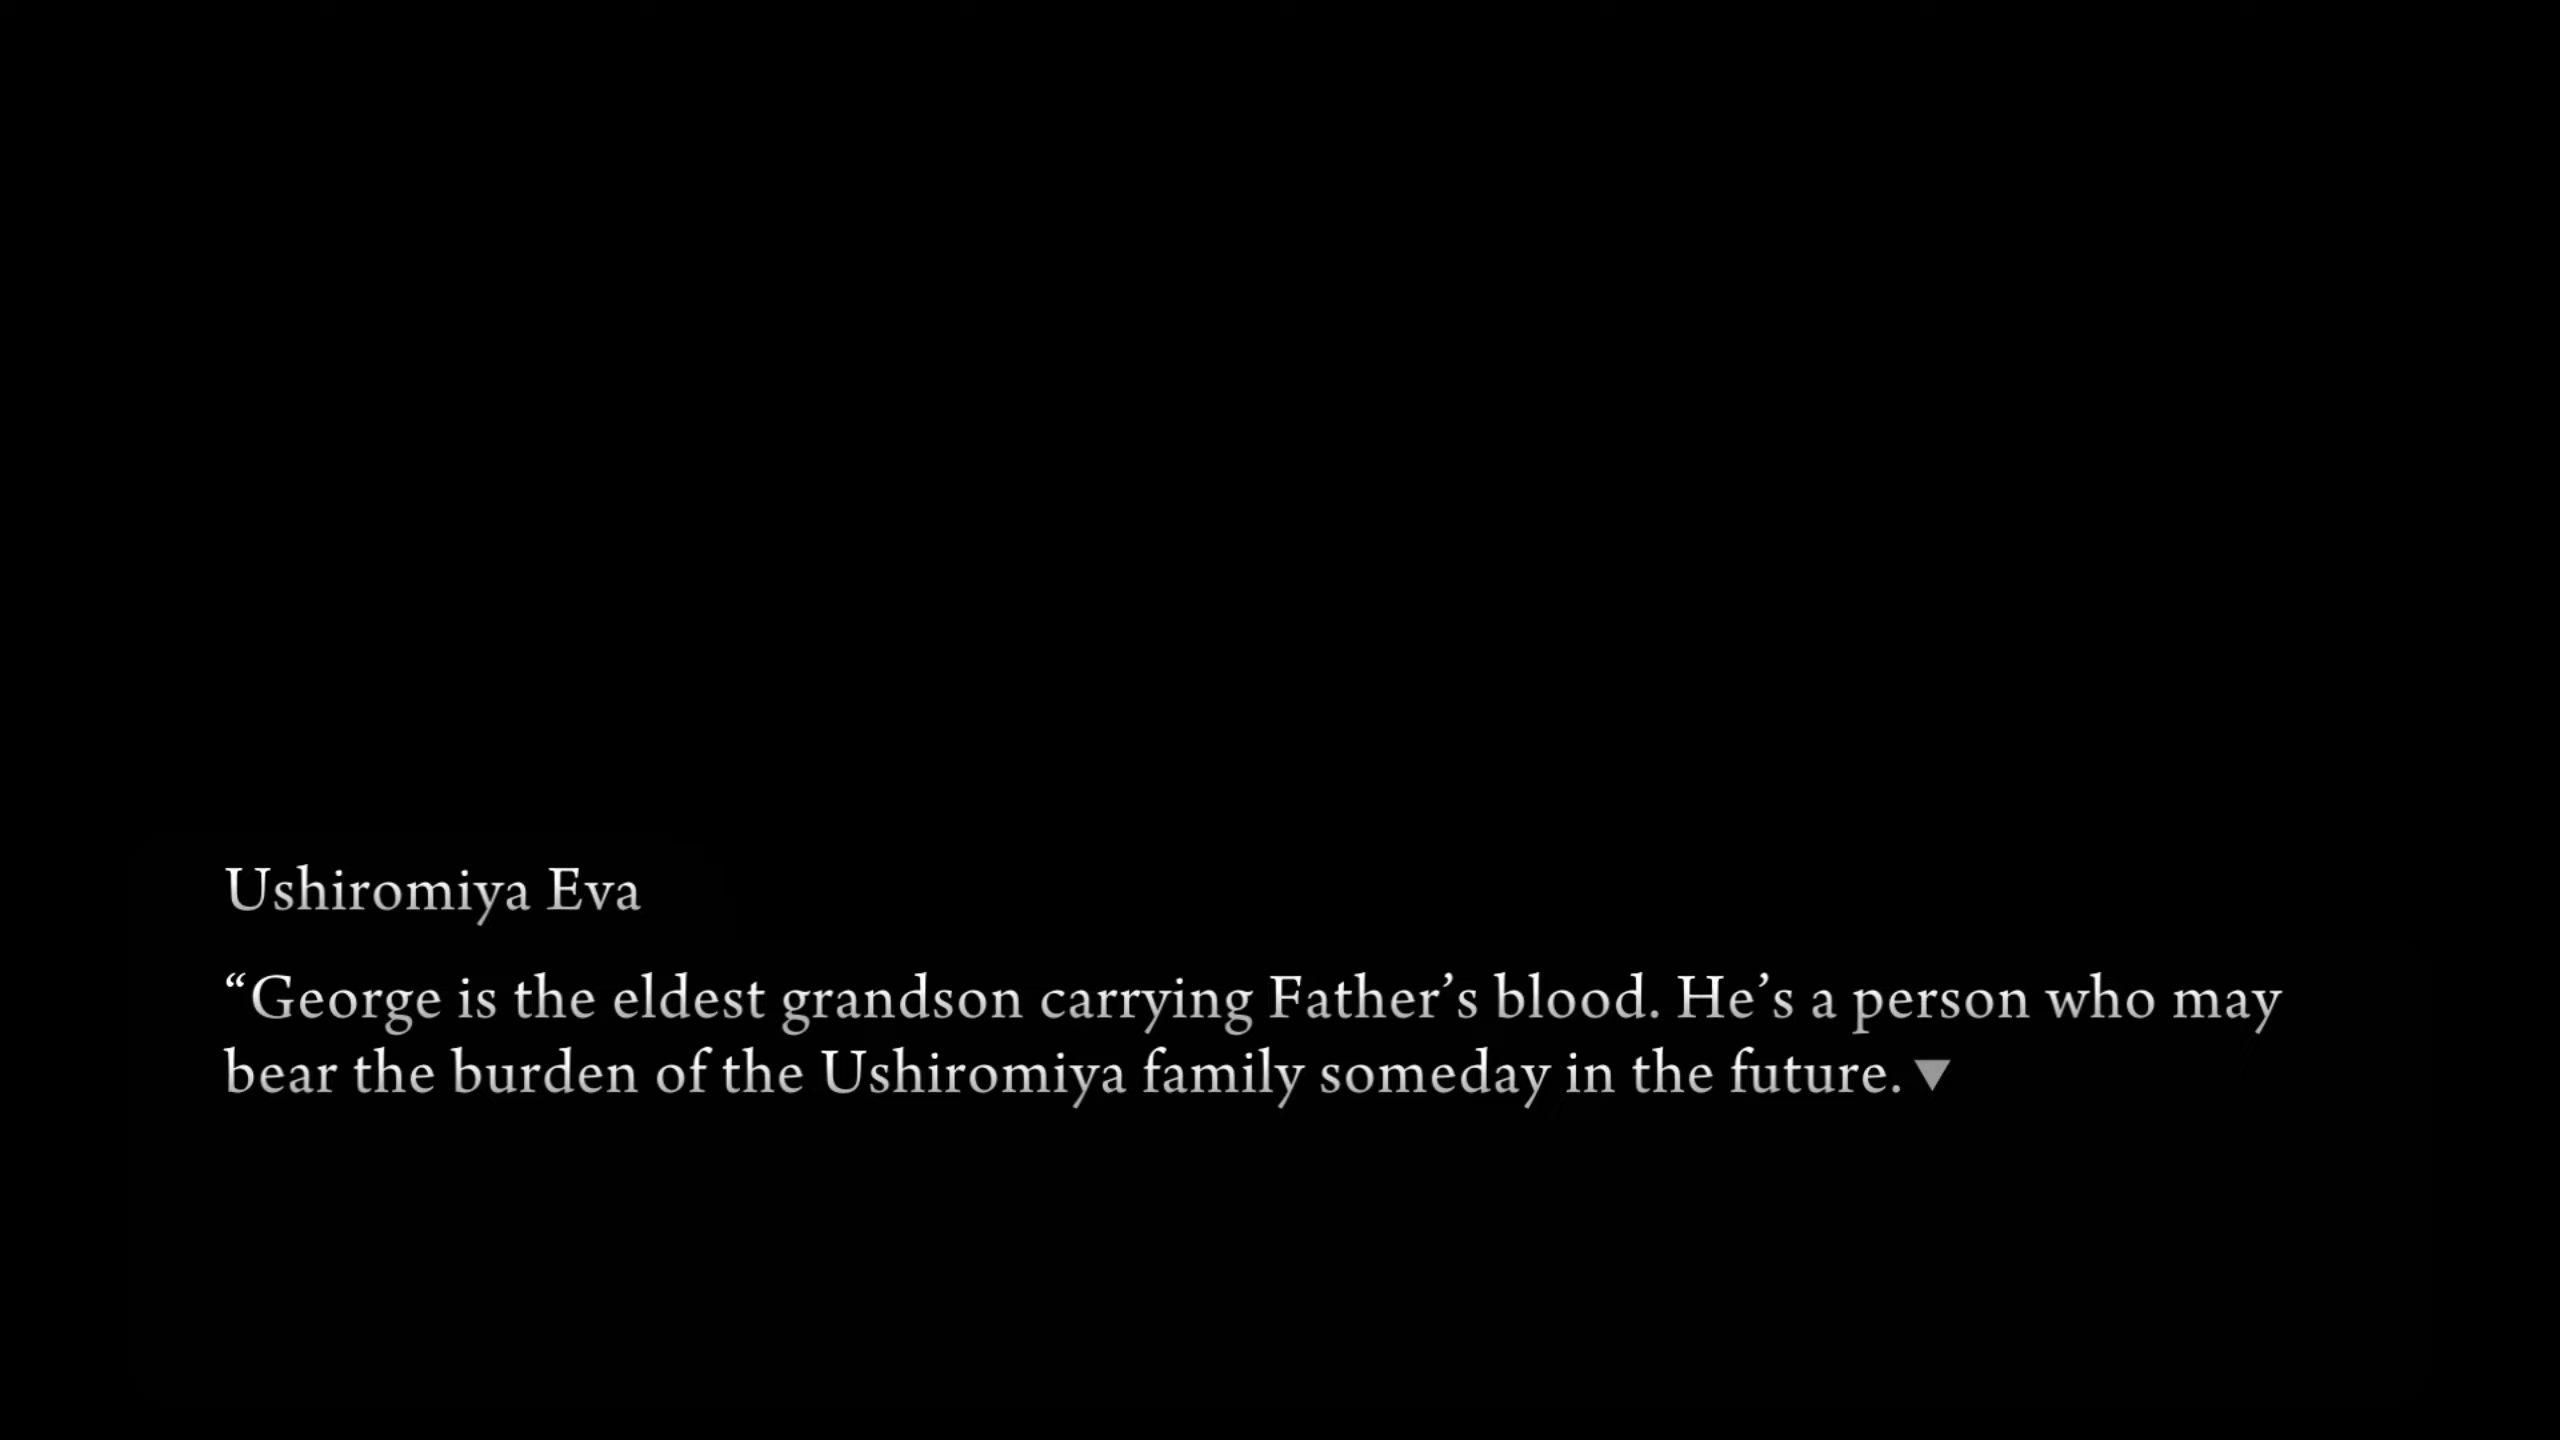 Ushiromiya Eva
“George is the eldest grandson carrying Father’s blood. He’s a person who may
bear the burden of the Ushiromiya family someday in the future.